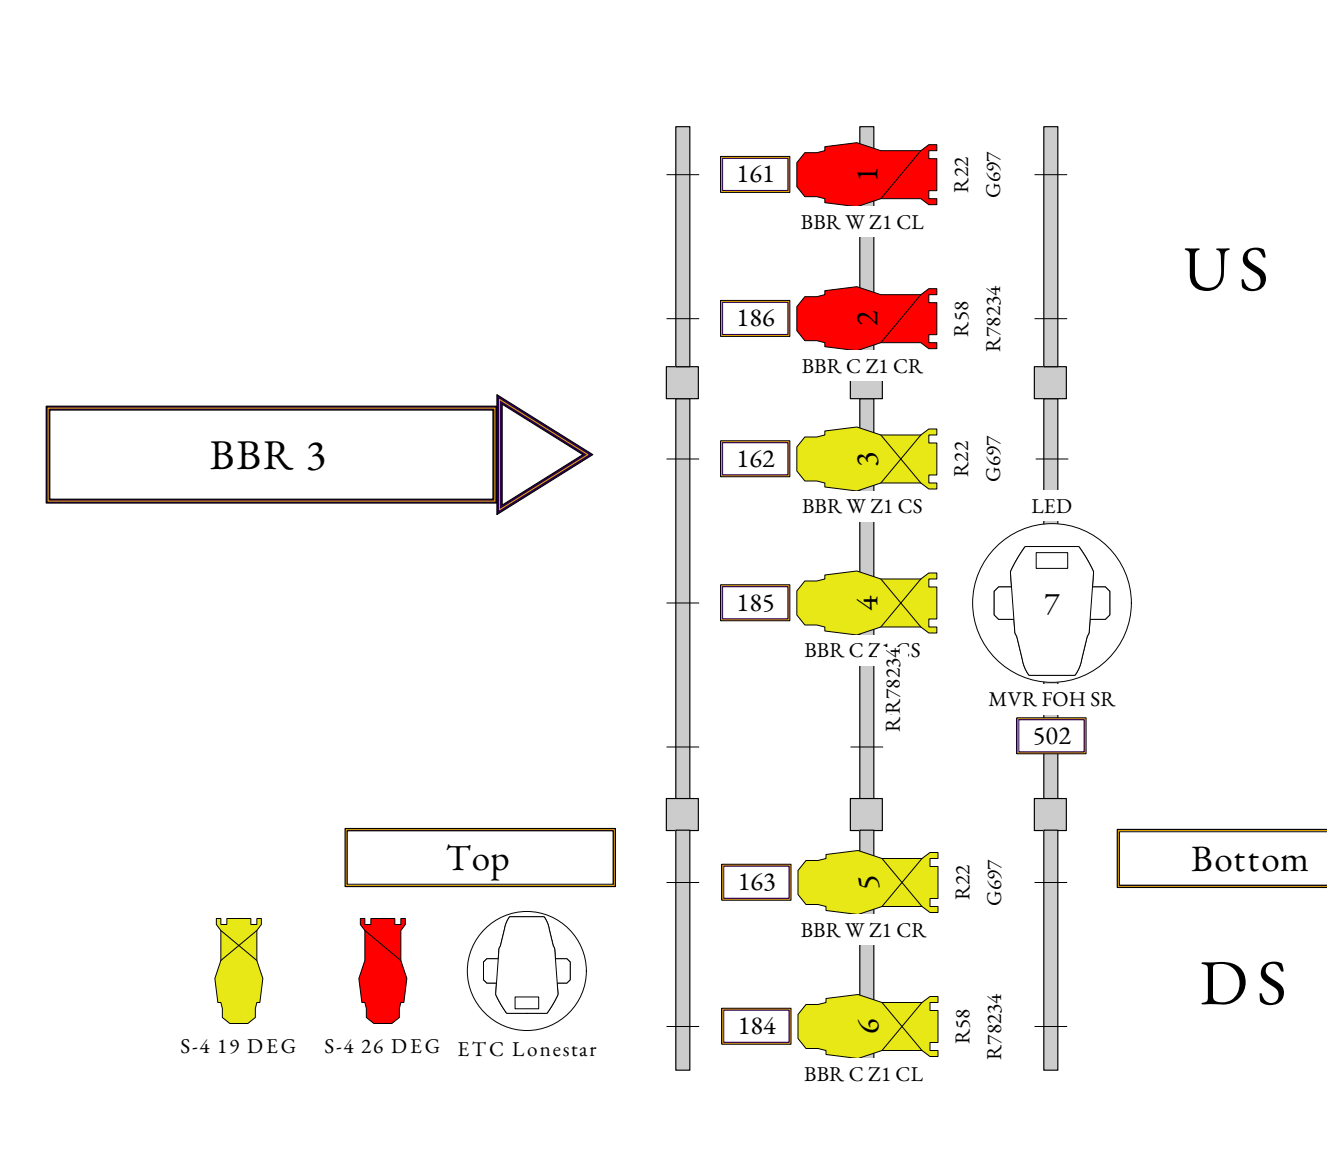 161
1
R22
G697
BBR W Z1 CL
US
186
2
R58
R78234
BBR C Z1 CR
BBR 3
162
3
R22
G697
BBR W Z1 CS
LED
185
4
7
BBR C Z1 CS
R78234
MVR FOH SR
502
Top
Bottom
163
5
R22
G697
BBR W Z1 CR
DS
184
6
R58
R78234
S-4 19 DEG
S-4 26 DEG
ETC Lonestar
BBR C Z1 CL